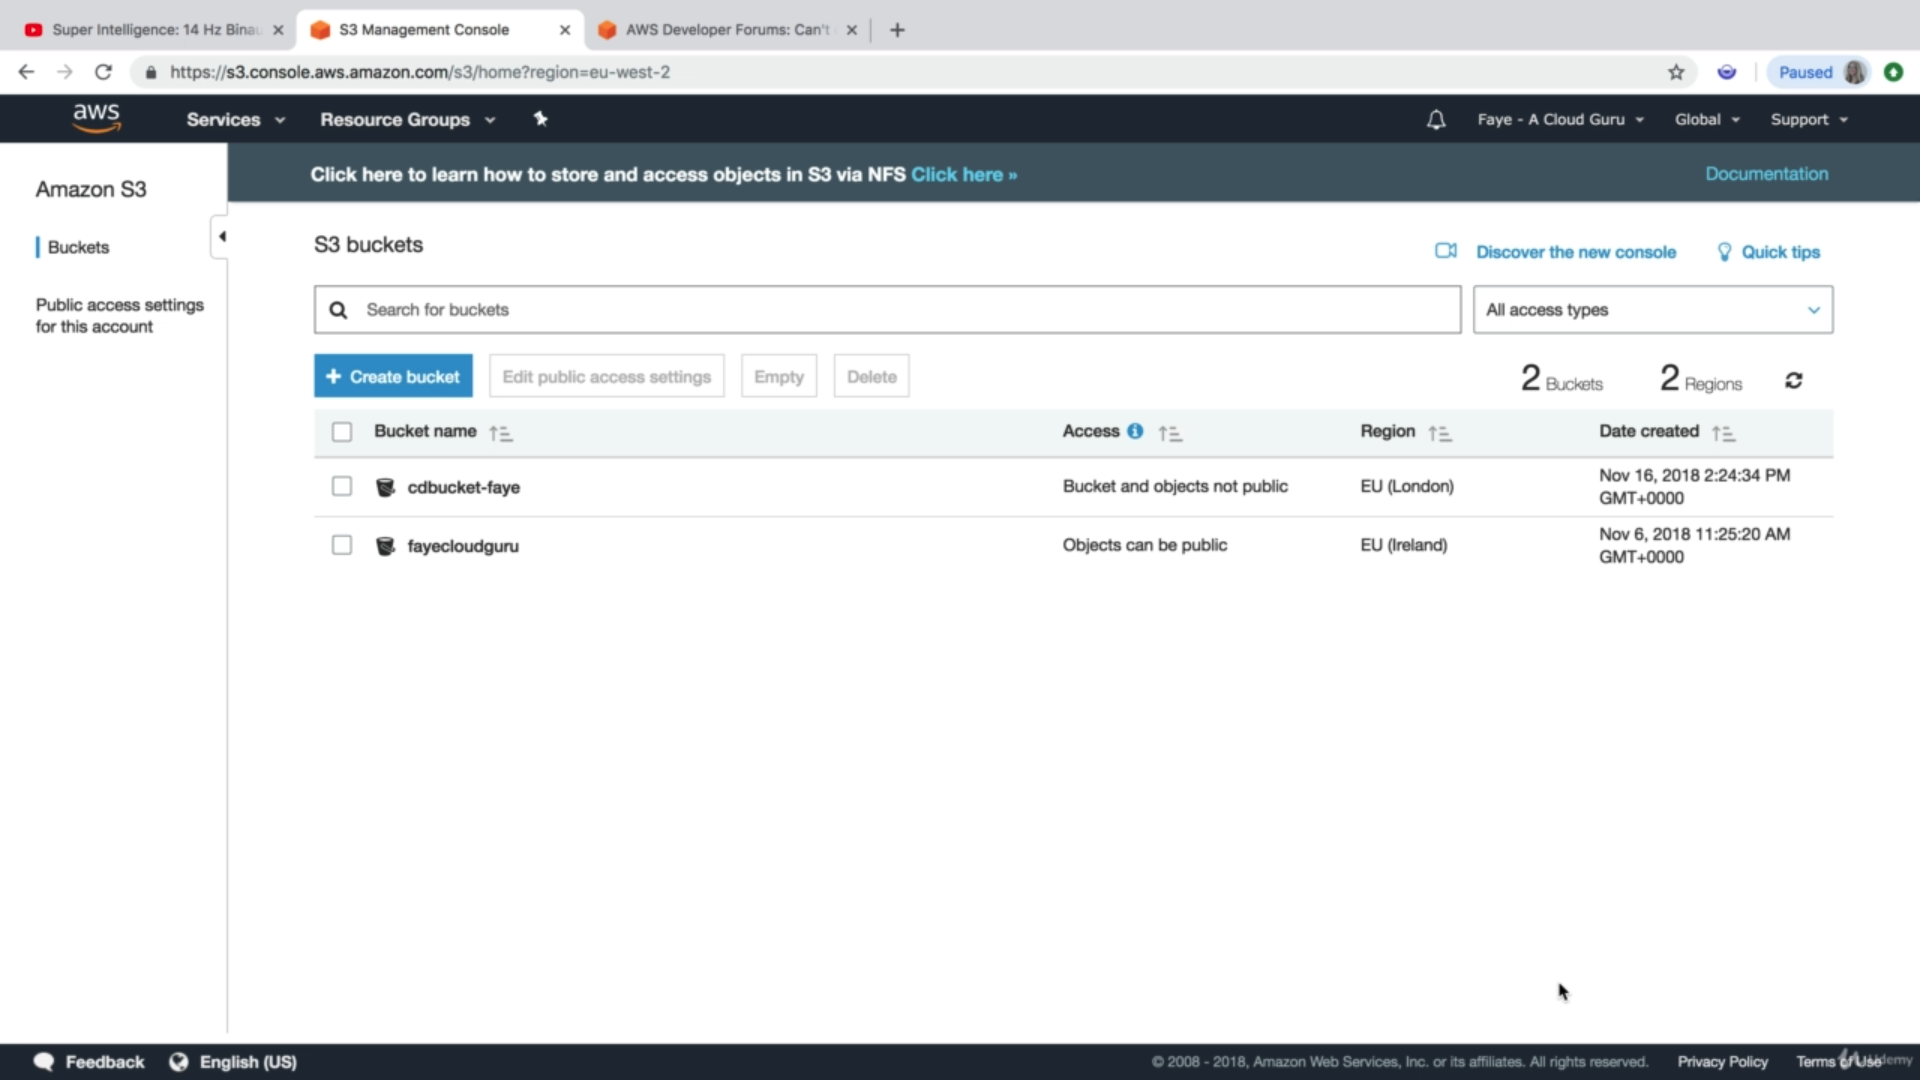 Super Intelligence: 14 Hz Binau
S3 Management Console
AWS Developer Forums: Can't
https://s3.console.aws.amazon.com/s3/home?region=eu-west-2
Paused
aws
Services
Resource Groups
Faye - A Cloud Guru
Global
Support
Click here to learn how to store and access objects in S3 via NFS Click here »
Documentation
Amazon S3
Buckets
Public access settings
for this account
S3 buckets
Discover the new console
Quick tips
Search for buckets
All access types
+ Create bucket
Edit public access settings
Empty
Delete
2 Buckets
2 Regions
Bucket name
Access
Region
Date created
cdbucket-faye
Bucket and objects not public
EU (London)
Nov 16, 2018 2:24:34 PM
GMT+0000
fayecloudguru
Objects can be public
EU (Ireland)
Nov 6, 2018 11:25:20 AM
GMT+0000
Feedback
English (US)
© 2008 - 2018, Amazon Web Services, Inc. or its affiliates. All rights reserved.
Privacy Policy
Terms of Use
Udemy